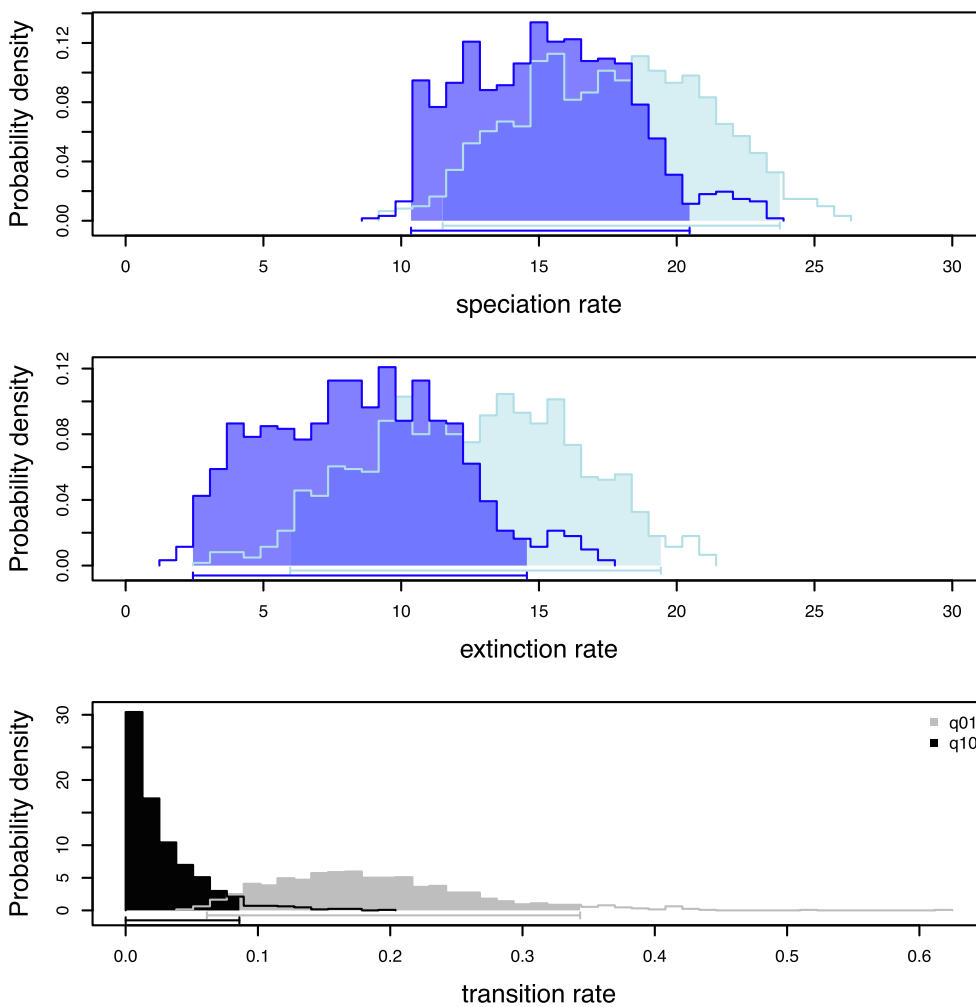 Probability density
0.12
0.08
0.04
0.00
0 5 10 15 20 25 30
speciation rate
Probability density
0.12
0.08
0.04
0.00
0 5 10 15 20 25 30
extinction rate
Probability density
30
20
10
5
0
q01
q10
0.0 0.1 0.2 0.3 0.4 0.5 0.6
transition rate